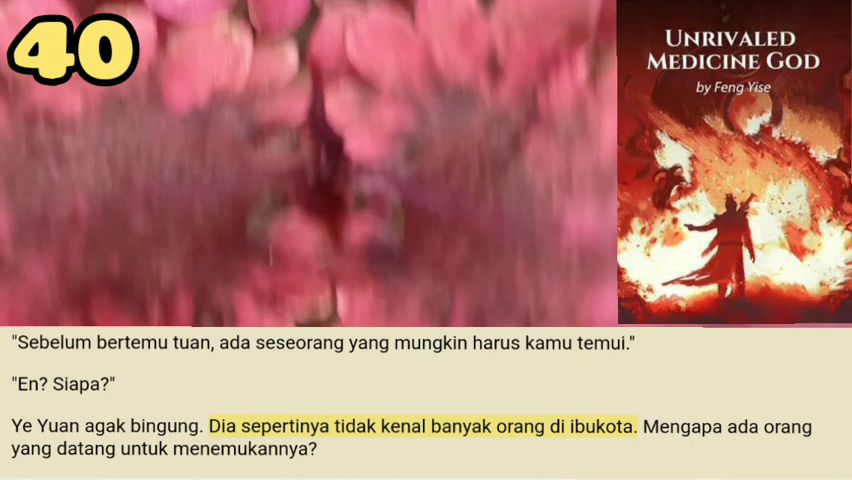 40
UNRIVALED
MEDICINE GOD
by Feng Yise
"Sebelum bertemu tuan, ada seseorang yang mungkin harus kamu temui."
"En? Siapa?"
Ye Yuan agak bingung. Dia sepertinya tidak kenal banyak orang di ibukota. Mengapa ada orang
yang datang untuk menemukannya?